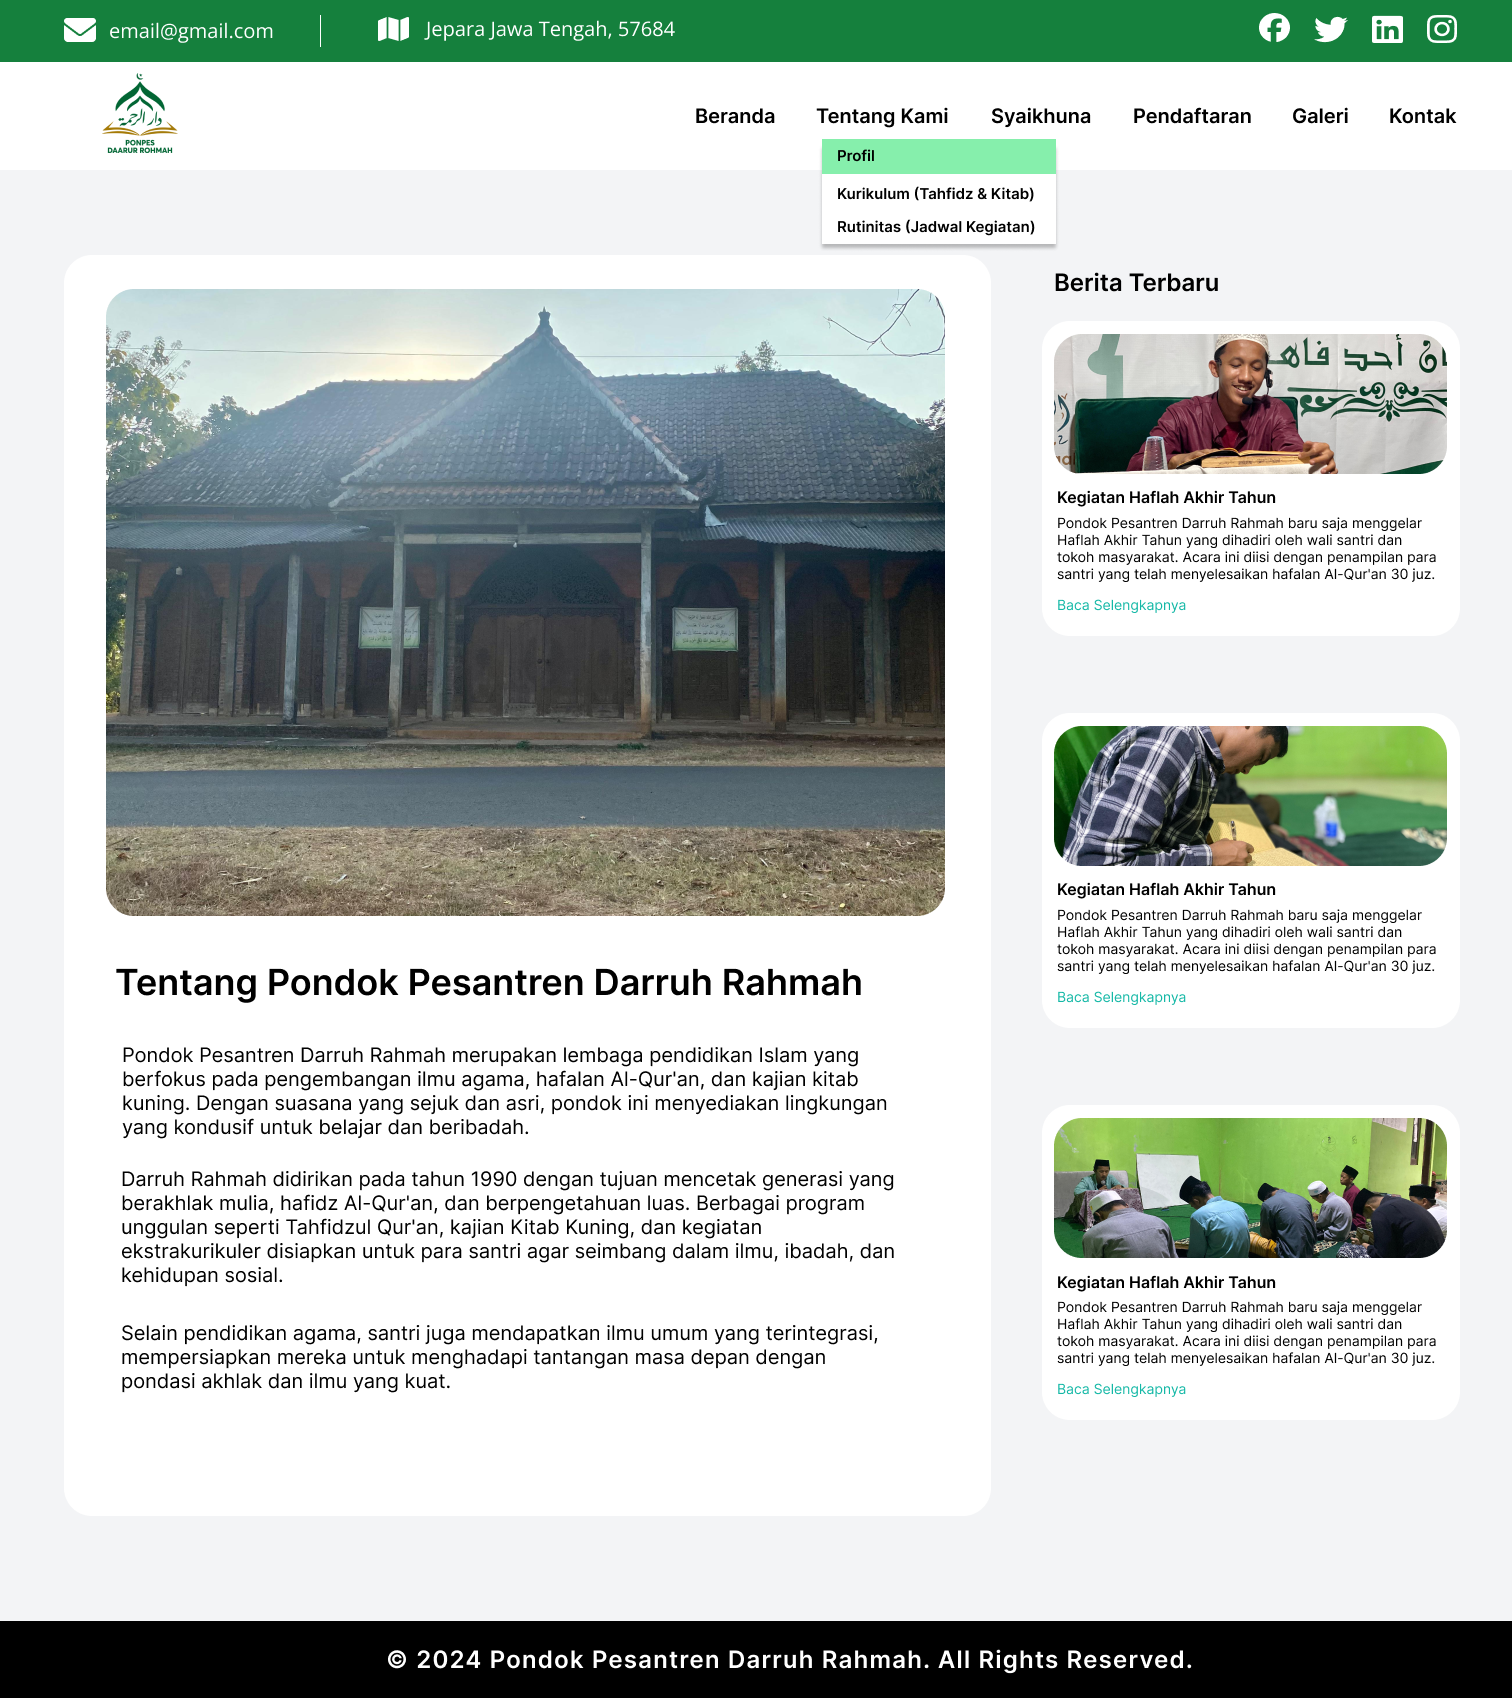 email@gmail.com
Jepara Jawa Tengah, 57684
دار الرحمة
PONPES
DAARUR ROHMAH
Beranda
Tentang Kami
Syaikhuna
Pendaftaran
Galeri
Kontak
Profil
Kurikulum (Tahfidz & Kitab)
Rutinitas (Jadwal Kegiatan)
Tentang Pondok Pesantren Darruh Rahmah
Pondok Pesantren Darruh Rahmah merupakan lembaga pendidikan Islam yang
berfokus pada pengembangan ilmu agama, hafalan Al-Qur'an, dan kajian kitab
kuning. Dengan suasana yang sejuk dan asri, pondok ini menyediakan lingkungan
yang kondusif untuk belajar dan beribadah.
Darruh Rahmah didirikan pada tahun 1990 dengan tujuan mencetak generasi yang
berakhlak mulia, hafidz Al-Qur'an, dan berpengetahuan luas. Berbagai program
unggulan seperti Tahfidzul Qur'an, kajian Kitab Kuning, dan kegiatan
ekstrakurikuler disiapkan untuk para santri agar seimbang dalam ilmu, ibadah, dan
kehidupan sosial.
Selain pendidikan agama, santri juga mendapatkan ilmu umum yang terintegrasi,
mempersiapkan mereka untuk menghadapi tantangan masa depan dengan
pondasi akhlak dan ilmu yang kuat.
Berita Terbaru
أحد فاه
Kegiatan Haflah Akhir Tahun
Pondok Pesantren Darruh Rahmah baru saja menggelar
Haflah Akhir Tahun yang dihadiri oleh wali santri dan
tokoh masyarakat. Acara ini diisi dengan penampilan para
santri yang telah menyelesaikan hafalan Al-Qur'an 30 juz.
Baca Selengkapnya
Kegiatan Haflah Akhir Tahun
Pondok Pesantren Darruh Rahmah baru saja menggelar
Haflah Akhir Tahun yang dihadiri oleh wali santri dan
tokoh masyarakat. Acara ini diisi dengan penampilan para
santri yang telah menyelesaikan hafalan Al-Qur'an 30 juz.
Baca Selengkapnya
Kegiatan Haflah Akhir Tahun
Pondok Pesantren Darruh Rahmah baru saja menggelar
Haflah Akhir Tahun yang dihadiri oleh wali santri dan
tokoh masyarakat. Acara ini diisi dengan penampilan para
santri yang telah menyelesaikan hafalan Al-Qur'an 30 juz.
Baca Selengkapnya
© 2024 Pondok Pesantren Darruh Rahmah. All Rights Reserved.